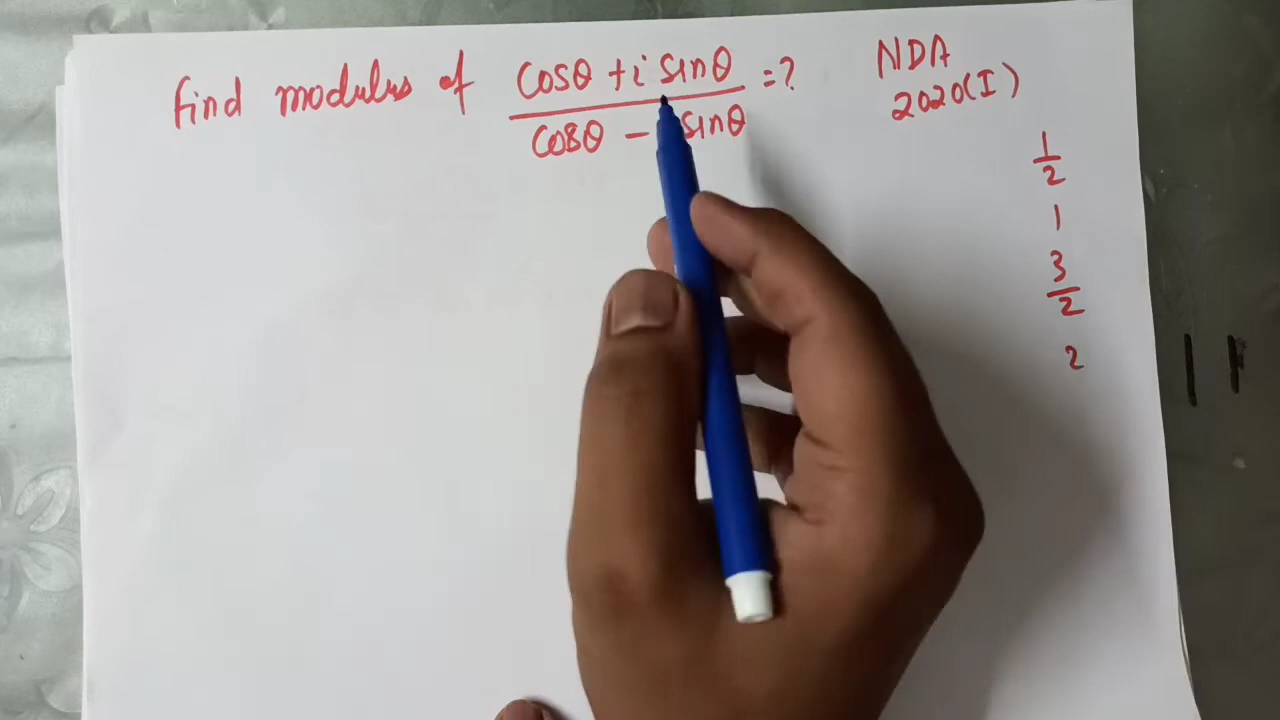 find modulus of cosθ + i sinθ = ?
cosθ - sinθ
NDA
2020(I)
1/2
1
3/2
2